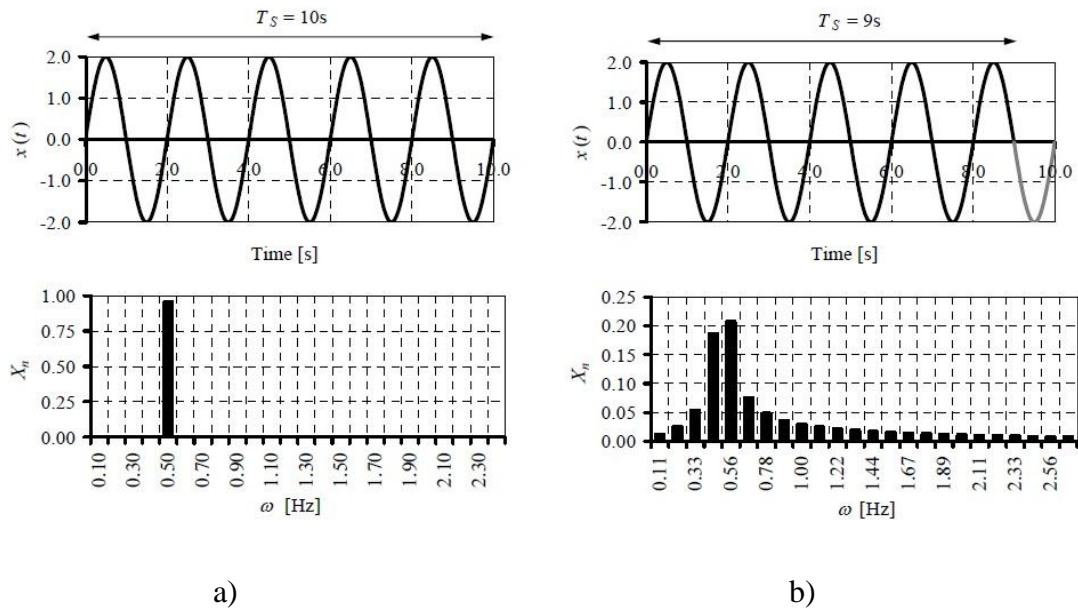 T_S = 10s
2.0
1.0
0.0
-1.0
-2.0
x(t)
0.0 2.0 4.0 6.0 8.0 10.0
Time [s]
1.00
0.75
0.50
0.25
0.00
X_n
0.10 0.30 0.50 0.70 0.90 1.10 1.30 1.50 1.70 1.90 2.10 2.30
ω [Hz]
a)
T_S = 9s
2.0
1.0
0.0
-1.0
-2.0
x(t)
0.0 2.0 4.0 6.0 8.0 10.0
Time [s]
0.25
0.20
0.15
0.10
0.05
0.00
X_n
0.11 0.33 0.56 0.78 1.00 1.22 1.44 1.67 1.89 2.11 2.33 2.56
ω [Hz]
b)